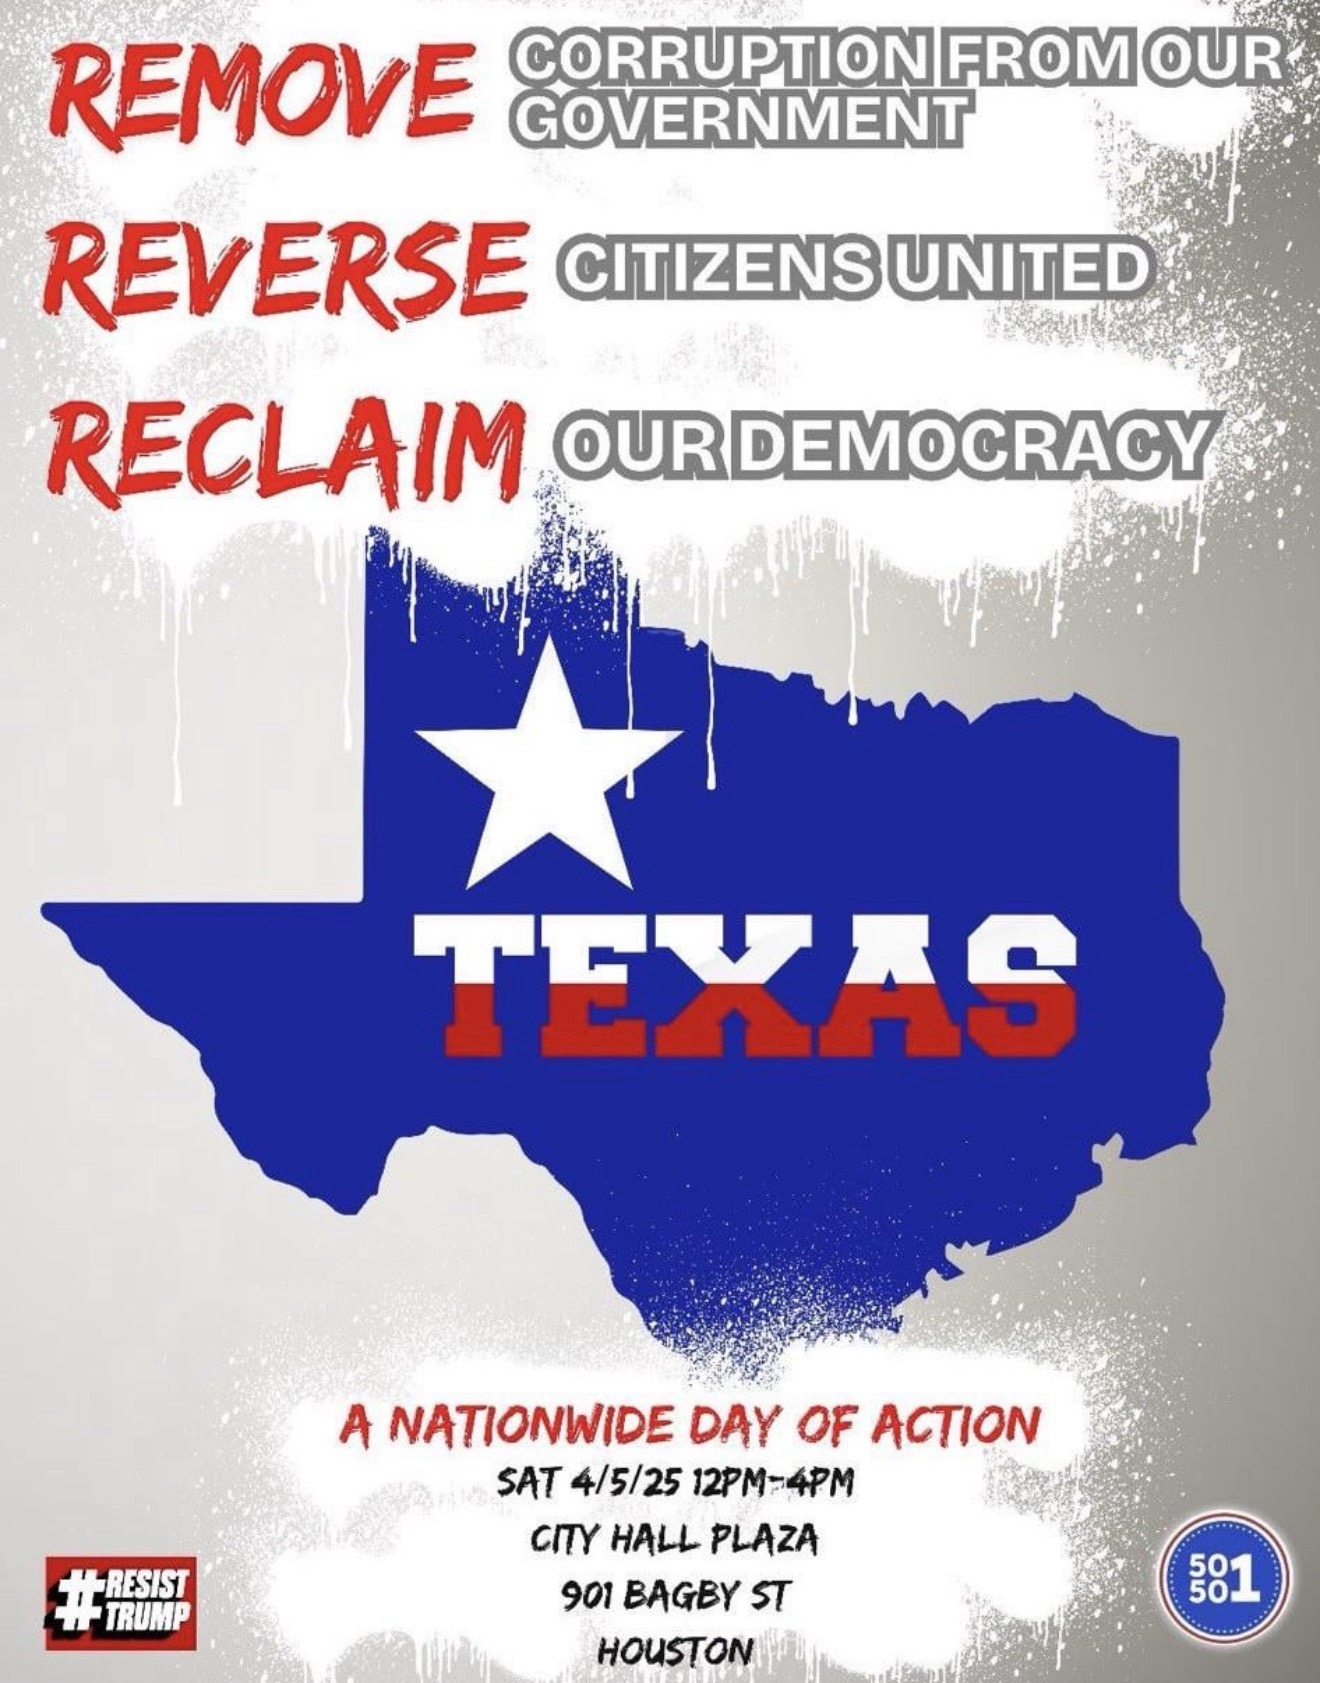 REMOVE CORRUPTION FROM OUR
GOVERNMENT
REVERSE CITIZENS UNITED
RECLAIM OUR DEMOCRACY
TEXAS
A NATIONWIDE DAY OF ACTION
SAT 4/5/25 12PM-4PM
CITY HALL PLAZA
901 BAGBY ST
HOUSTON
#RESIST
TRUMP
50
50
1